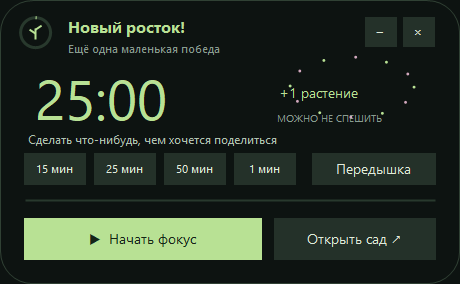 Новый росток!
Ещё одна маленькая победа
25:00
+1 растение
МОЖНО НЕ СПЕШИТЬ
Сделать что-нибудь, чем хочется поделиться
15 мин
25 мин
50 мин
1 мин
Передышка
▶ Начать фокус
Открыть сад ↗